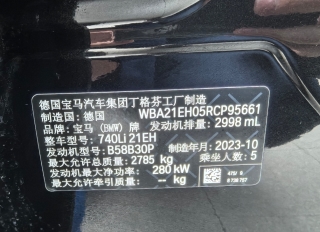 德国宝马汽车集团丁格芬工厂制造
制造国：德国 WBA21EH05RCP95661
品牌：宝马（BMW）牌 发动机排量：2998 mL
整车型号：740Li 21EH
发动机型号：B58B30P 制造年月：2023-10
最大允许总质量：2785 kg 乘坐人数：5
发动机最大净功率：280 kW
最大允许牵引质量：— kg